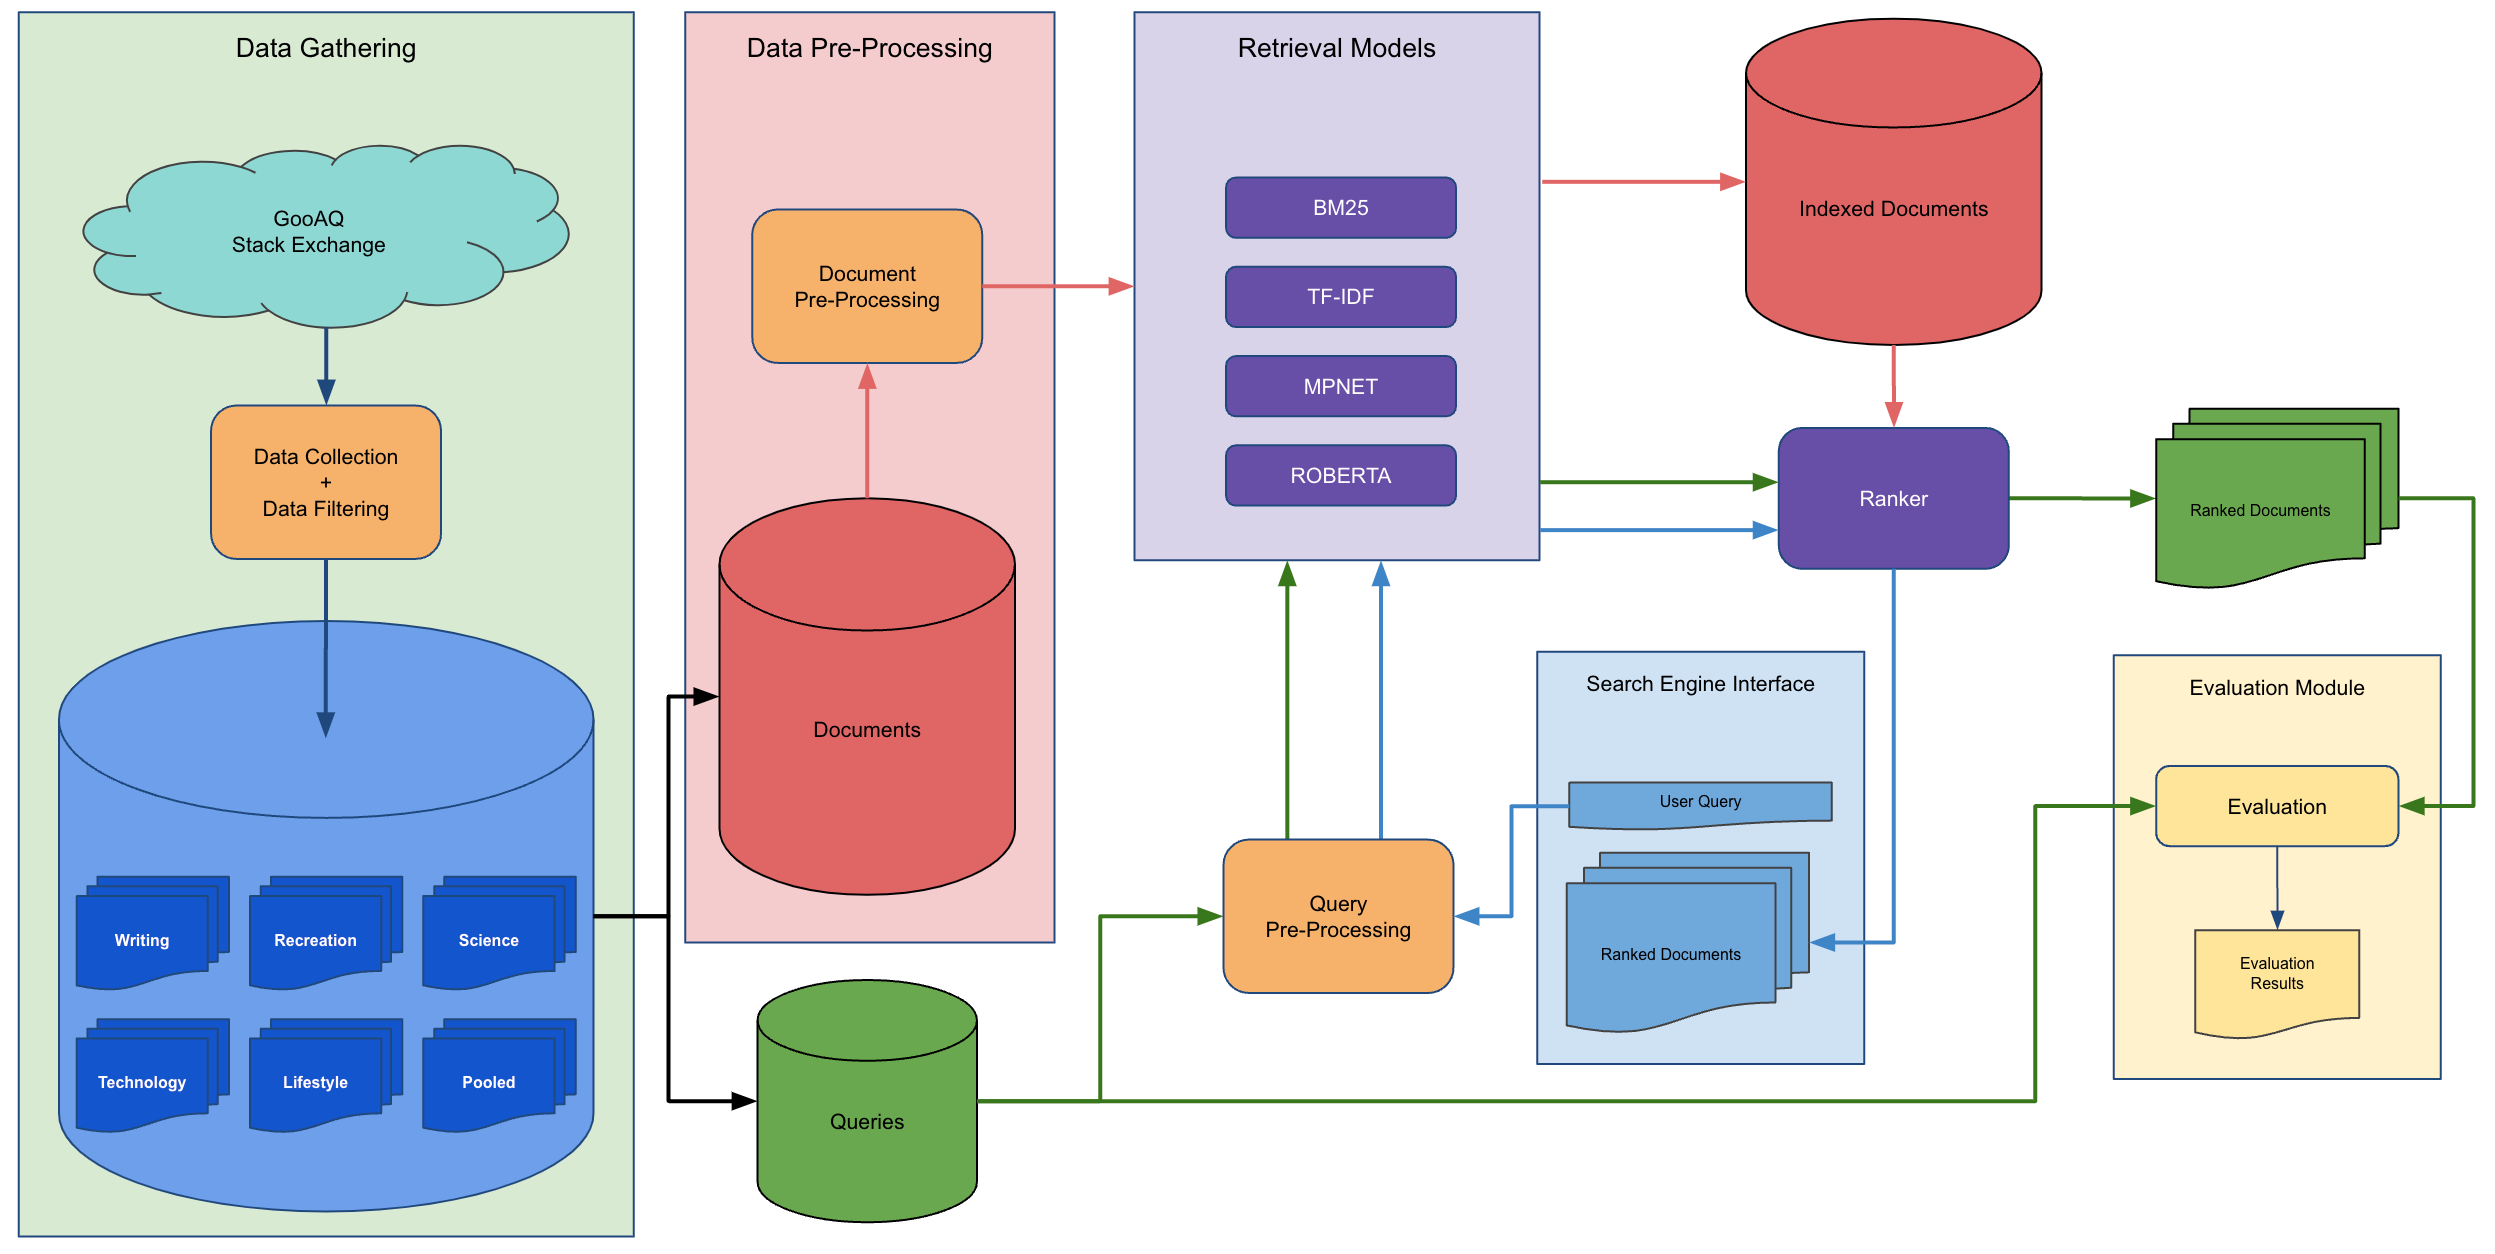 Data Gathering
GooAQ
Stack Exchange
Data Collection
+
Data Filtering
Writing
Recreation
Science
Technology
Lifestyle
Pooled
Data Pre-Processing
Document
Pre-Processing
Documents
Queries
Retrieval Models
BM25
TF-IDF
MPNET
ROBERTA
Query
Pre-Processing
Indexed Documents
Ranker
Ranked Documents
Search Engine Interface
User Query
Ranked Documents
Evaluation Module
Evaluation
Evaluation
Results